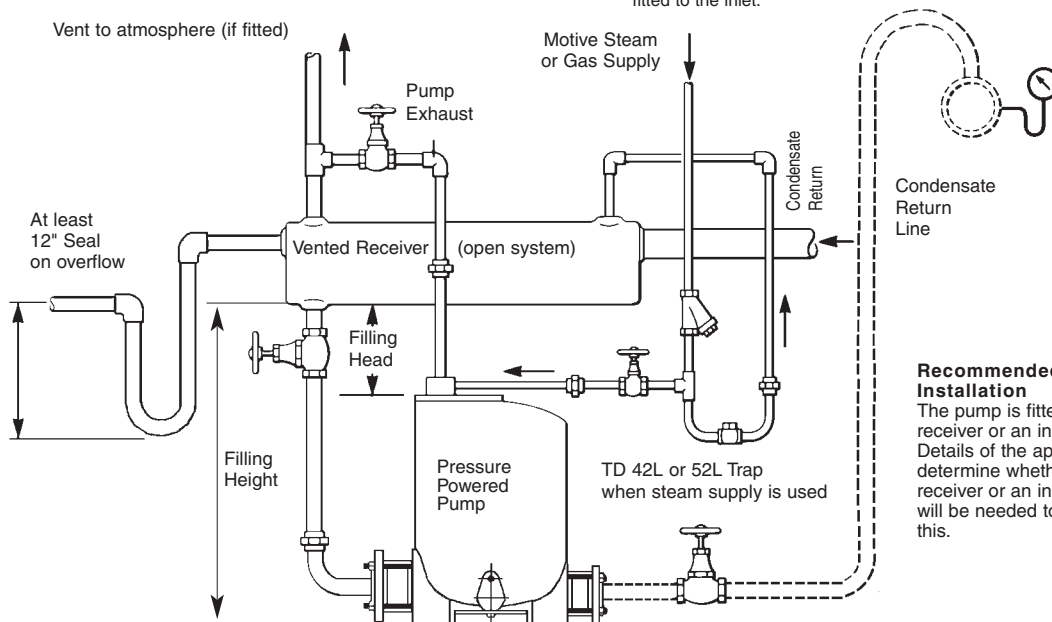 fitted to the inlet.
Vent to atmosphere (if fitted)
Motive Steam
or Gas Supply
Pump
Exhaust
Condensate
Return
Condensate
Return
Line
At least
12" Seal
on overflow
Vented Receiver (open system)
Filling
Head
Filling
Height
Pressure
Powered
Pump
TD 42L or 52L Trap
when steam supply is used
Recommended
Installation
The pump is fitte
receiver or an in
Details of the ap
determine wheth
receiver or an in
will be needed to
this.